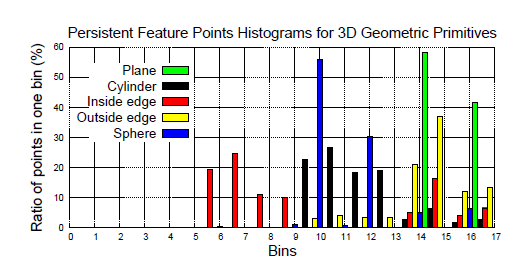 Persistent Feature Points Histograms for 3D Geometric Primitives
Ratio of points in one bin (%)
60
50
40
30
20
10
0
Plane
Cylinder
Inside edge
Outside edge
Sphere
0 1 2 3 4 5 6 7 8 9 10 11 12 13 14 15 16 17
Bins